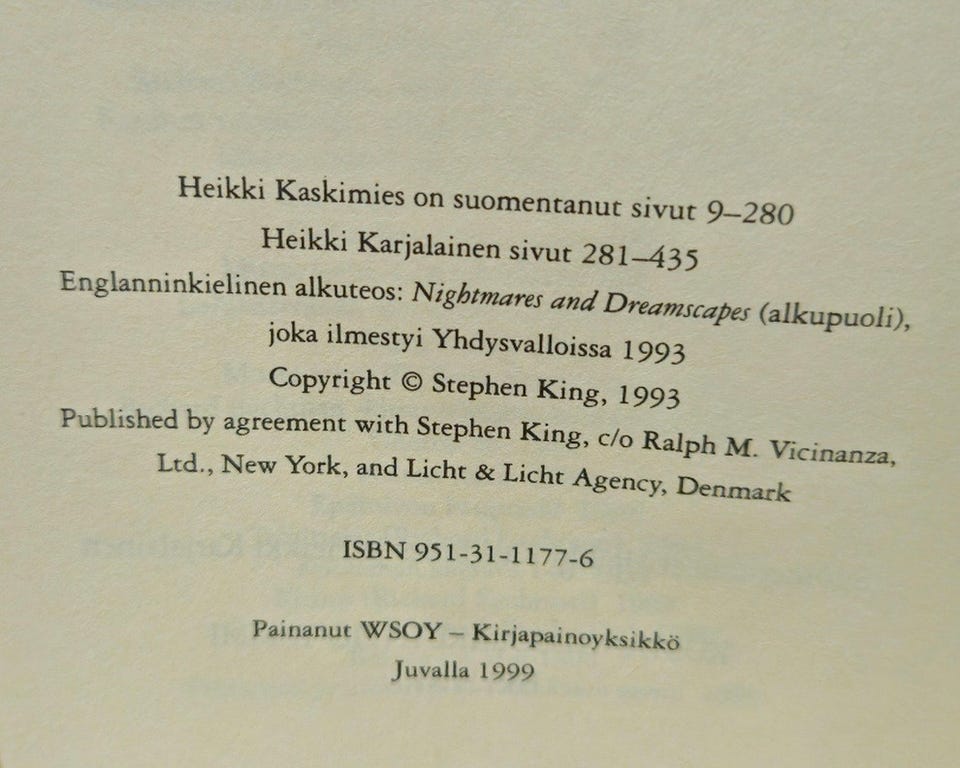 Heikki Kaskimies on suomentanut sivut 9–280
Heikki Karjalainen sivut 281–435
Englanninkielinen alkuteos: Nightmares and Dreamscapes (alkupuoli),
joka ilmestyi Yhdysvalloissa 1993
Copyright © Stephen King, 1993
Published by agreement with Stephen King, c/o Ralph M. Vicinanza,
Ltd., New York, and Licht & Licht Agency, Denmark
ISBN 951-31-1177-6
Painanut WSOY – Kirjapainoyksikkö
Juvalla 1999